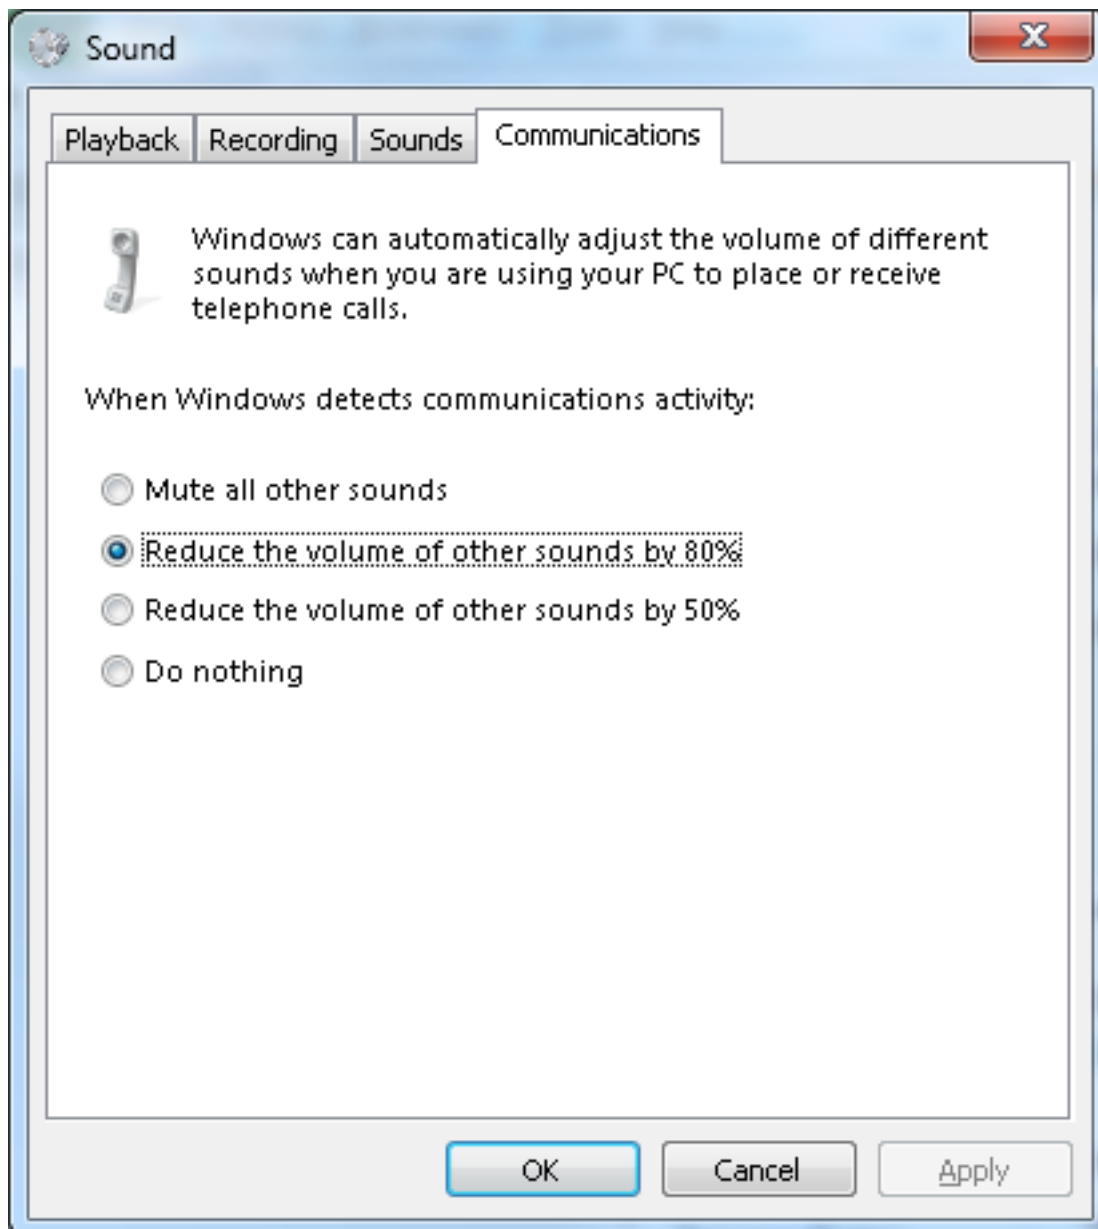 Sound
x
Playback Recording Sounds Communications
Windows can automatically adjust the volume of different
sounds when you are using your PC to place or receive
telephone calls.
When Windows detects communications activity:
Mute all other sounds
Reduce the volume of other sounds by 80%
Reduce the volume of other sounds by 50%
Do nothing
OK Cancel Apply